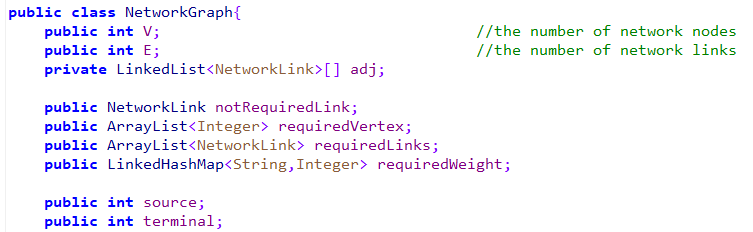 public class NetworkGraph{
public int V; //the number of network nodes
public int E; //the number of network links
private LinkedList<NetworkLink>[] adj;
public NetworkLink notRequiredLink;
public ArrayList<Integer> requiredVertex;
public ArrayList<NetworkLink> requiredLinks;
public LinkedHashMap<String,Integer> requiredWeight;
public int source;
public int terminal;